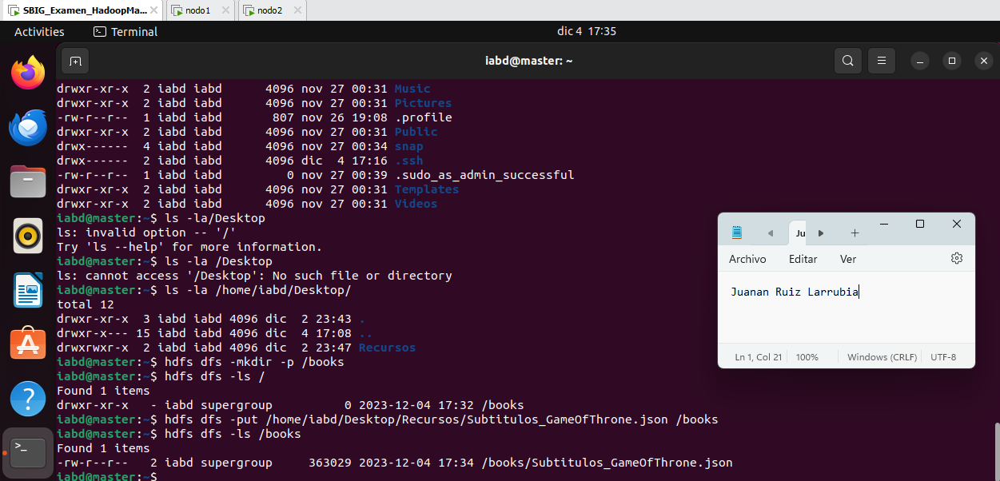 SBIG_Examen_HadoopMa... nodo1 nodo2
Activities Terminal dic 4 17:35
iabd@master: ~
drwxr-xr-x  2 iabd iabd      4096 nov 27 00:31 Music
drwxr-xr-x  2 iabd iabd      4096 nov 27 00:31 Pictures
-rw-r--r--  1 iabd iabd       807 nov 26 19:08 .profile
drwxr-xr-x  2 iabd iabd      4096 nov 27 00:31 Public
drwx------  4 iabd iabd      4096 nov 27 00:34 snap
drwx------  2 iabd iabd      4096 dic  4 17:16 .ssh
-rw-r--r--  1 iabd iabd         0 nov 27 00:39 .sudo_as_admin_successful
drwxr-xr-x  2 iabd iabd      4096 nov 27 00:31 Templates
drwxr-xr-x  2 iabd iabd      4096 nov 27 00:31 Videos
iabd@master:~$ ls -la/Desktop
ls: invalid option -- '/'
Try 'ls --help' for more information.
iabd@master:~$ ls -la /Desktop
ls: cannot access '/Desktop': No such file or directory
iabd@master:~$ ls -la /home/iabd/Desktop/
total 12
drwxr-xr-x  3 iabd iabd 4096 dic  2 23:43 .
drwxr-x--- 15 iabd iabd 4096 dic  4 17:08 ..
drwxrwxr-x  2 iabd iabd 4096 dic  2 23:47 Recursos
iabd@master:~$ hdfs dfs -mkdir -p /books
iabd@master:~$ hdfs dfs -ls /
Found 1 items
drwxr-xr-x   - iabd supergroup          0 2023-12-04 17:32 /books
iabd@master:~$ hdfs dfs -put /home/iabd/Desktop/Recursos/Subtitulos_GameOfThrone.json /books
iabd@master:~$ hdfs dfs -ls /books
Found 1 items
-rw-r--r--   2 iabd supergroup     363029 2023-12-04 17:34 /books/Subtitulos_GameOfThrone.json
iabd@master:~$
Ju
Archivo Editar Ver
Juanan Ruiz Larrubia
Ln 1, Col 21 100% Windows (CRLF) UTF-8